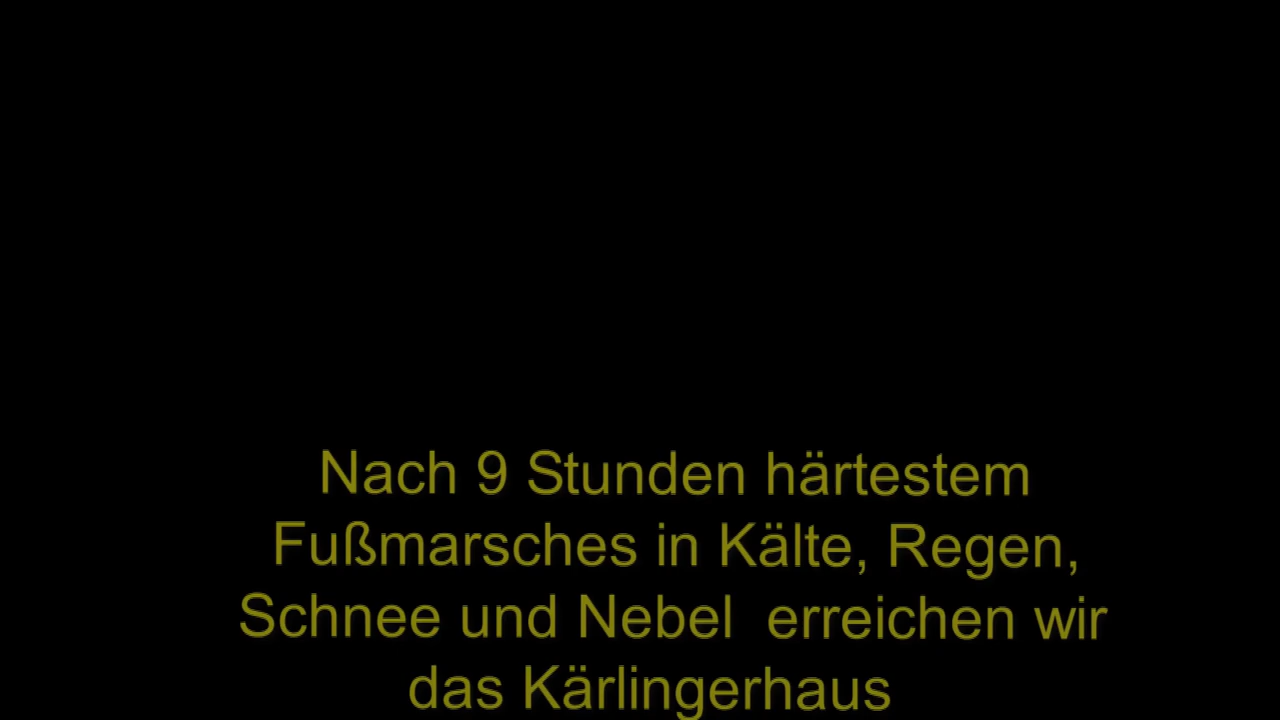 Nach 9 Stunden härtestem
Fußmarsches in Kälte, Regen,
Schnee und Nebel  erreichen wir
das Kärlingerhaus